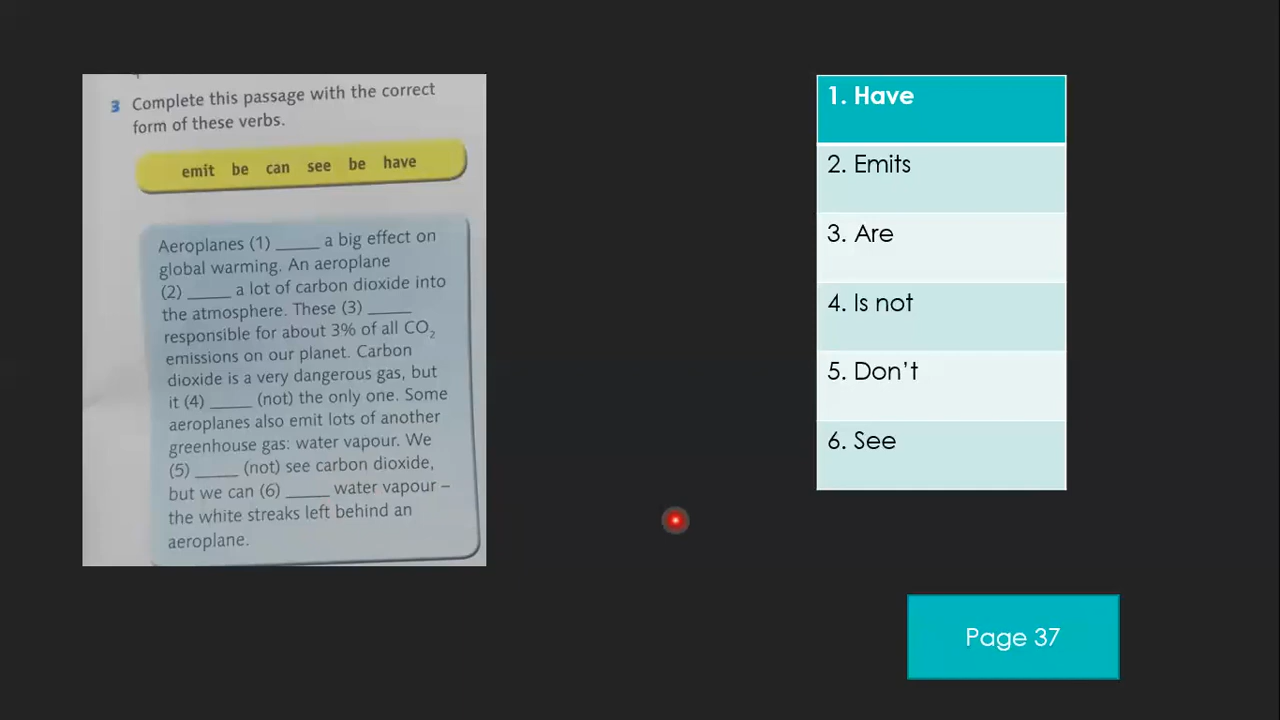 3 Complete this passage with the correct
form of these verbs.
emit be can see be have
Aeroplanes (1) _____ a big effect on
global warming. An aeroplane
(2) _____ a lot of carbon dioxide into
the atmosphere. These (3) _____
responsible for about 3% of all CO₂
emissions on our planet. Carbon
dioxide is a very dangerous gas, but
it (4) _____ (not) the only one. Some
aeroplanes also emit lots of another
greenhouse gas: water vapour. We
(5) _____ (not) see carbon dioxide,
but we can (6) _____ water vapour –
the white streaks left behind an
aeroplane.
1. Have
2. Emits
3. Are
4. Is not
5. Don’t
6. See
Page 37